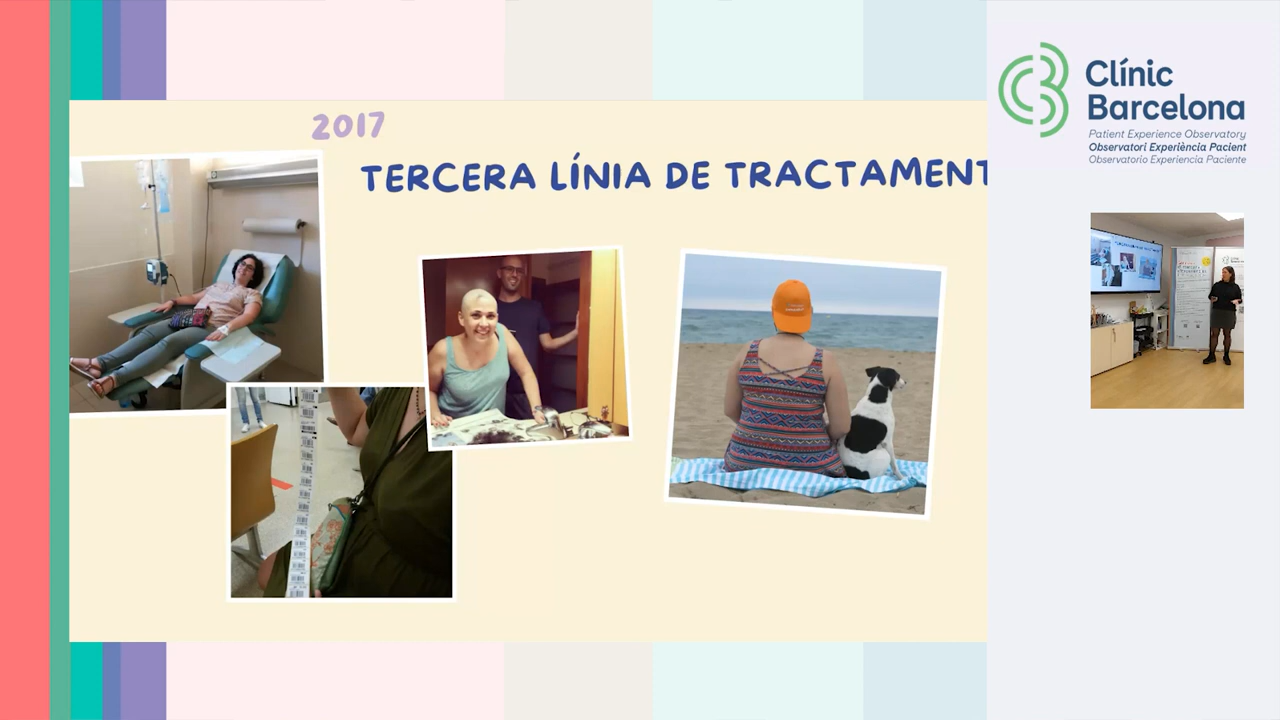 2017
TERCERA LÍNIA DE TRACTAMENT
Clínic
Barcelona
Patient Experience Observatory
Observatori Experiència Pacient
Observatorio Experiencia Paciente